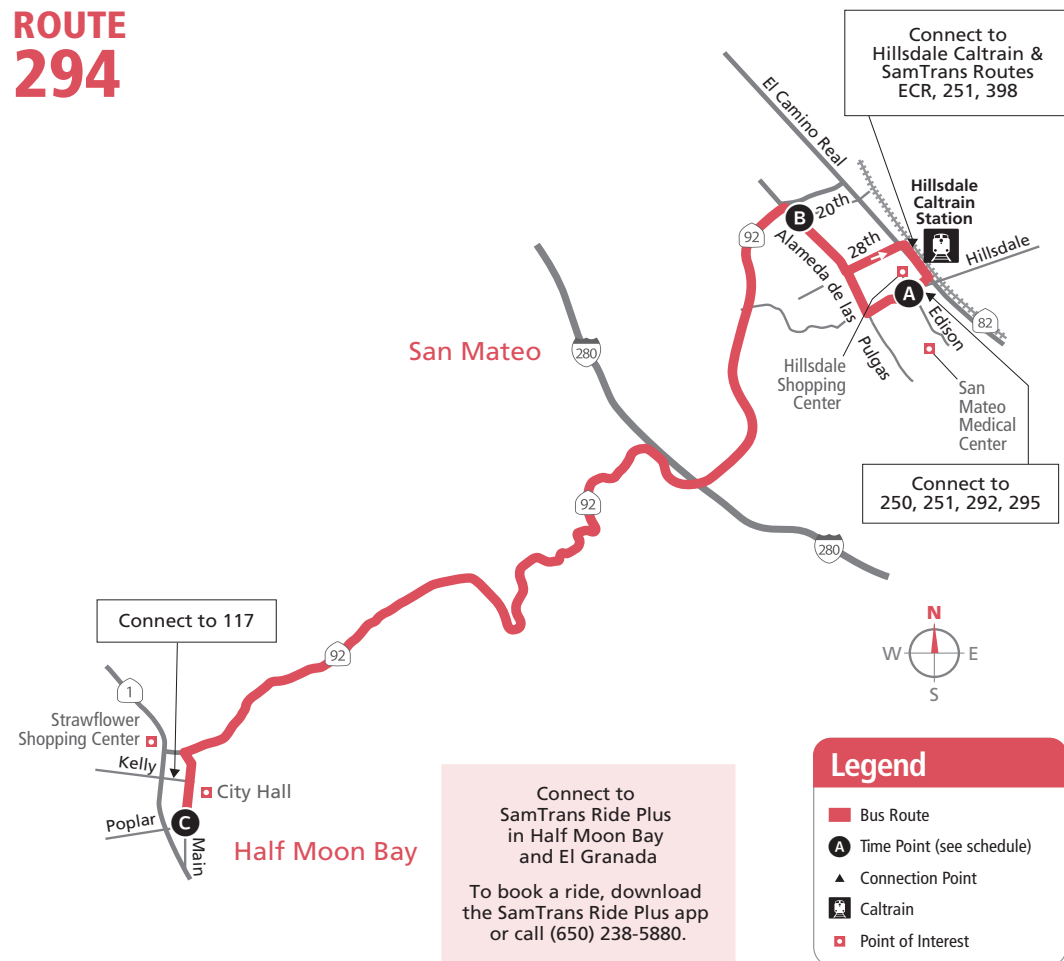 ROUTE
294
Connect to
Hillsdale Caltrain &
SamTrans Routes
ECR, 251, 398
El Camino Real
Hillsdale
Caltrain
Station
20th
B
92
28th
Hillsdale
Alameda de las
Pulgas
A
Edison
82
San Mateo
280
Hillsdale
Shopping
Center
San
Mateo
Medical
Center
Connect to
250, 251, 292, 295
92
280
Connect to 117
92
N
W
E
S
1
Strawflower
Shopping Center
Kelly
City Hall
Poplar
C
Main
Half Moon Bay
Connect to
SamTrans Ride Plus
in Half Moon Bay
and El Granada
To book a ride, download
the SamTrans Ride Plus app
or call (650) 238-5880.
Legend
Bus Route
A Time Point (see schedule)
Connection Point
Caltrain
Point of Interest